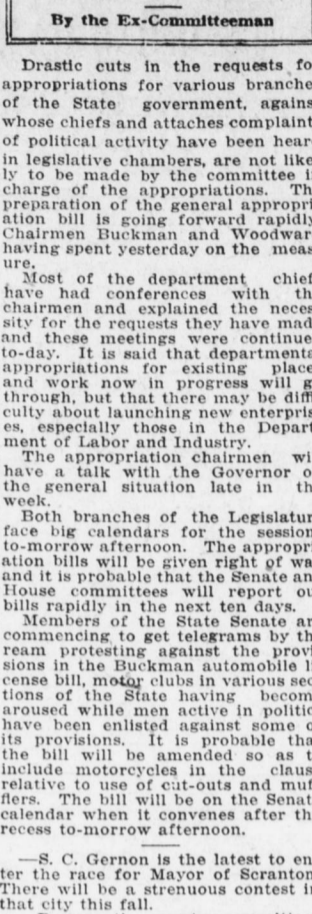 By the Ex-Committeeman
Drastic cuts in the requests fo
appropriations for various branche
of the State government, agains
whose chiefs and attaches complaint
of political activity have been hear
in legislative chambers, are not like
ly to be made by the committee i
charge of the appropriations. Th
preparation of the general appropri
ation bill is going forward rapidly
Chairmen Buckman and Woodwar
having spent yesterday on the meas
ure.
Most of the department chief
have had conferences with th
chairmen and explained the neces
sity for the requests they have mad
and these meetings were continue
to-day. It is said that departmenta
appropriations for existing place
and work now in progress will g
through, but that there may be diffi
culty about launching new enterpris
es, especially those in the Depart
ment of Labor and Industry.
The appropriation chairmen wi
have a talk with the Governor o
the general situation late in th
week.
Both branches of the Legislatur
face big calendars for the session
to-morrow afternoon. The appropri
ation bills will be given right of wa
and it is probable that the Senate an
House committees will report ou
bills rapidly in the next ten days.
Members of the State Senate ar
commencing to get telegrams by th
ream protesting against the provi
sions in the Buckman automobile li
cense bill, motor clubs in various sec
tions of the State having becom
aroused while men active in politic
have been enlisted against some o
its provisions. It is probable tha
the bill will be amended so as t
include motorcycles in the claus
relative to use of cut-outs and muf
flers. The bill will be on the Senat
calendar when it convenes after th
recess to-morrow afternoon.
—S. C. Gernon is the latest to en
ter the race for Mayor of Scranton
There will be a strenuous contest i
that city this fall.